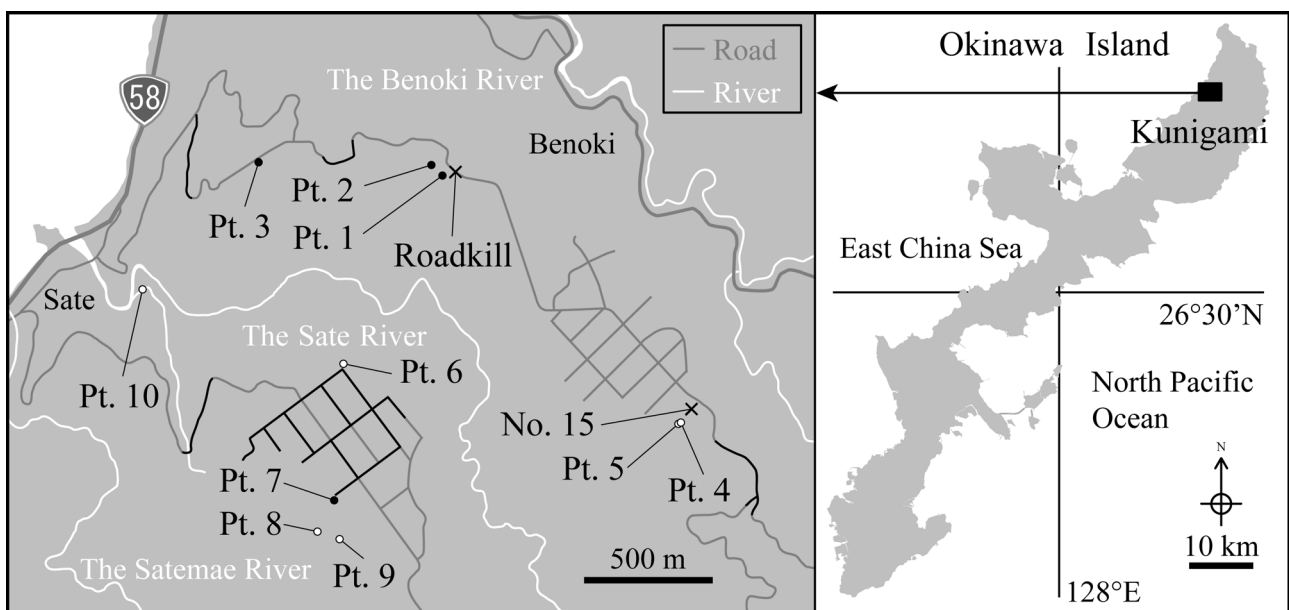 58
The Benoki River
Road
River
Benoki
Pt. 2
Pt. 3
Pt. 1
Roadkill
Sate
The Sate River
Pt. 6
Pt. 10
No. 15
Pt. 5
Pt. 4
Pt. 7
Pt. 8
Pt. 9
The Satemae River
500 m
Okinawa Island
Kunigami
East China Sea
26°30’N
North Pacific
Ocean
N
10 km
128°E